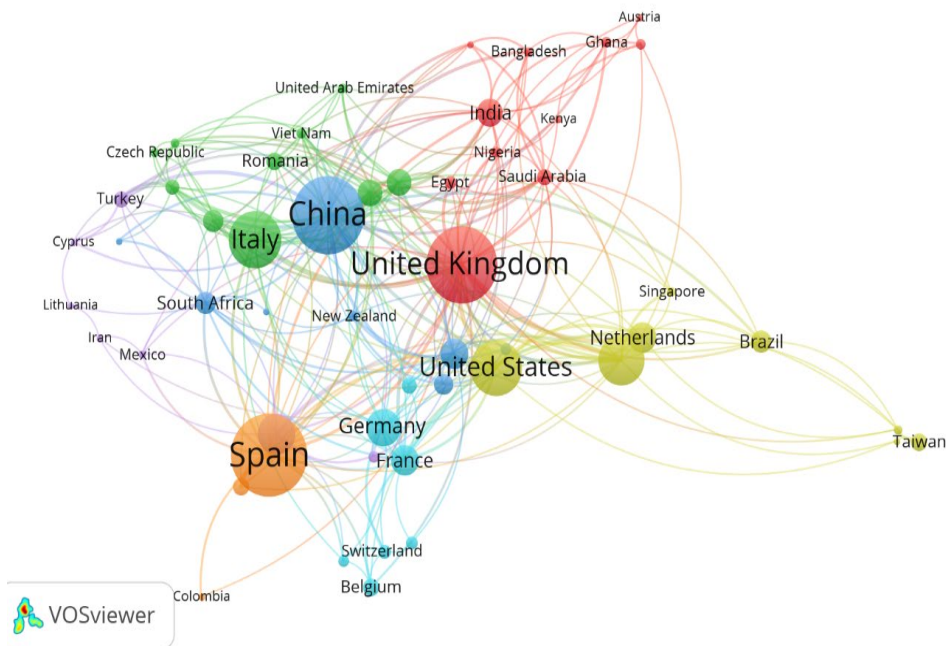 Austria
Ghana
Bangladesh
United Arab Emirates
India
Kenya
Viet Nam
Czech Republic
Romania
Nigeria
Saudi Arabia
Egypt
Turkey
China
Italy
Cyprus
United Kingdom
Singapore
South Africa
Lithuania
New Zealand
Iran
Netherlands
Brazil
Mexico
United States
Germany
Taiwan
Spain
France
Switzerland
Belgium
Colombia
VOSviewer